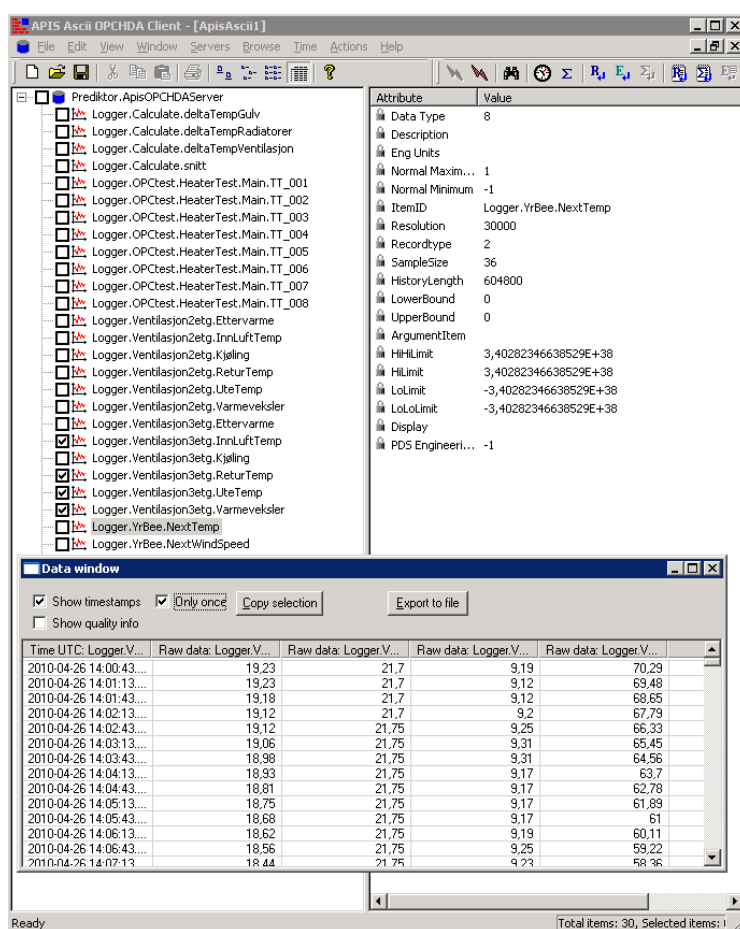 APIS Ascii OPCHDA Client - [ApisAscii1]
File Edit View Window Servers Browse Time Actions Help
Prediktor.ApisOPCHDAServer
Logger.Calculate.deltaTempGulv
Logger.Calculate.deltaTempRadiatorer
Logger.Calculate.deltaTempVentilasjon
Logger.Calculate.snitt
Logger.OPCtest.HeaterTest.Main.TT_001
Logger.OPCtest.HeaterTest.Main.TT_002
Logger.OPCtest.HeaterTest.Main.TT_003
Logger.OPCtest.HeaterTest.Main.TT_004
Logger.OPCtest.HeaterTest.Main.TT_005
Logger.OPCtest.HeaterTest.Main.TT_006
Logger.OPCtest.HeaterTest.Main.TT_007
Logger.OPCtest.HeaterTest.Main.TT_008
Logger.Ventilasjon2etg.Ettervarme
Logger.Ventilasjon2etg.InnLuftTemp
Logger.Ventilasjon2etg.Kjøling
Logger.Ventilasjon2etg.ReturTemp
Logger.Ventilasjon2etg.UteTemp
Logger.Ventilasjon2etg.Varmeveksler
Logger.Ventilasjon3etg.Ettervarme
Logger.Ventilasjon3etg.InnLuftTemp
Logger.Ventilasjon3etg.Kjøling
Logger.Ventilasjon3etg.ReturTemp
Logger.Ventilasjon3etg.UteTemp
Logger.Ventilasjon3etg.Varmeveksler
Logger.YrBee.NextTemp
Logger.YrBee.NextWindSpeed
Attribute Value
Data Type 8
Description
Eng Units
Normal Maxim... 1
Normal Minimum -1
ItemID Logger.YrBee.NextTemp
Resolution 30000
Recordtype 2
SampleSize 36
HistoryLength 604800
LowerBound 0
UpperBound 0
ArgumentItem
HiHiLimit 3,40282346638529E+38
HiLimit 3,40282346638529E+38
LoLimit -3,40282346638529E+38
LoLoLimit -3,40282346638529E+38
Display
PDS Engineeri... -1
Data window
Show timestamps Only once Copy selection Export to file
Show quality info
Time UTC: Logger.V... Raw data: Logger.V... Raw data: Logger.V... Raw data: Logger.V... Raw data: Logger.V...
2010-04-26 14:00:43.... 19,23 21,7 9,19 70,29
2010-04-26 14:01:13.... 19,23 21,7 9,12 69,48
2010-04-26 14:01:43.... 19,18 21,7 9,12 68,65
2010-04-26 14:02:13.... 19,12 21,7 9,2 67,79
2010-04-26 14:02:43.... 19,12 21,75 9,25 66,33
2010-04-26 14:03:13.... 19,06 21,75 9,31 65,45
2010-04-26 14:03:43.... 18,98 21,75 9,31 64,56
2010-04-26 14:04:13.... 18,93 21,75 9,17 63,7
2010-04-26 14:04:43.... 18,81 21,75 9,17 62,78
2010-04-26 14:05:13.... 18,75 21,75 9,17 61,89
2010-04-26 14:05:43.... 18,68 21,75 9,17 61
2010-04-26 14:06:13.... 18,62 21,75 9,19 60,11
2010-04-26 14:06:43.... 18,56 21,75 9,25 59,22
2010-04-26 14:07:13 18,44 21,75 9,23 58,36
Ready Total items: 30, Selected items: